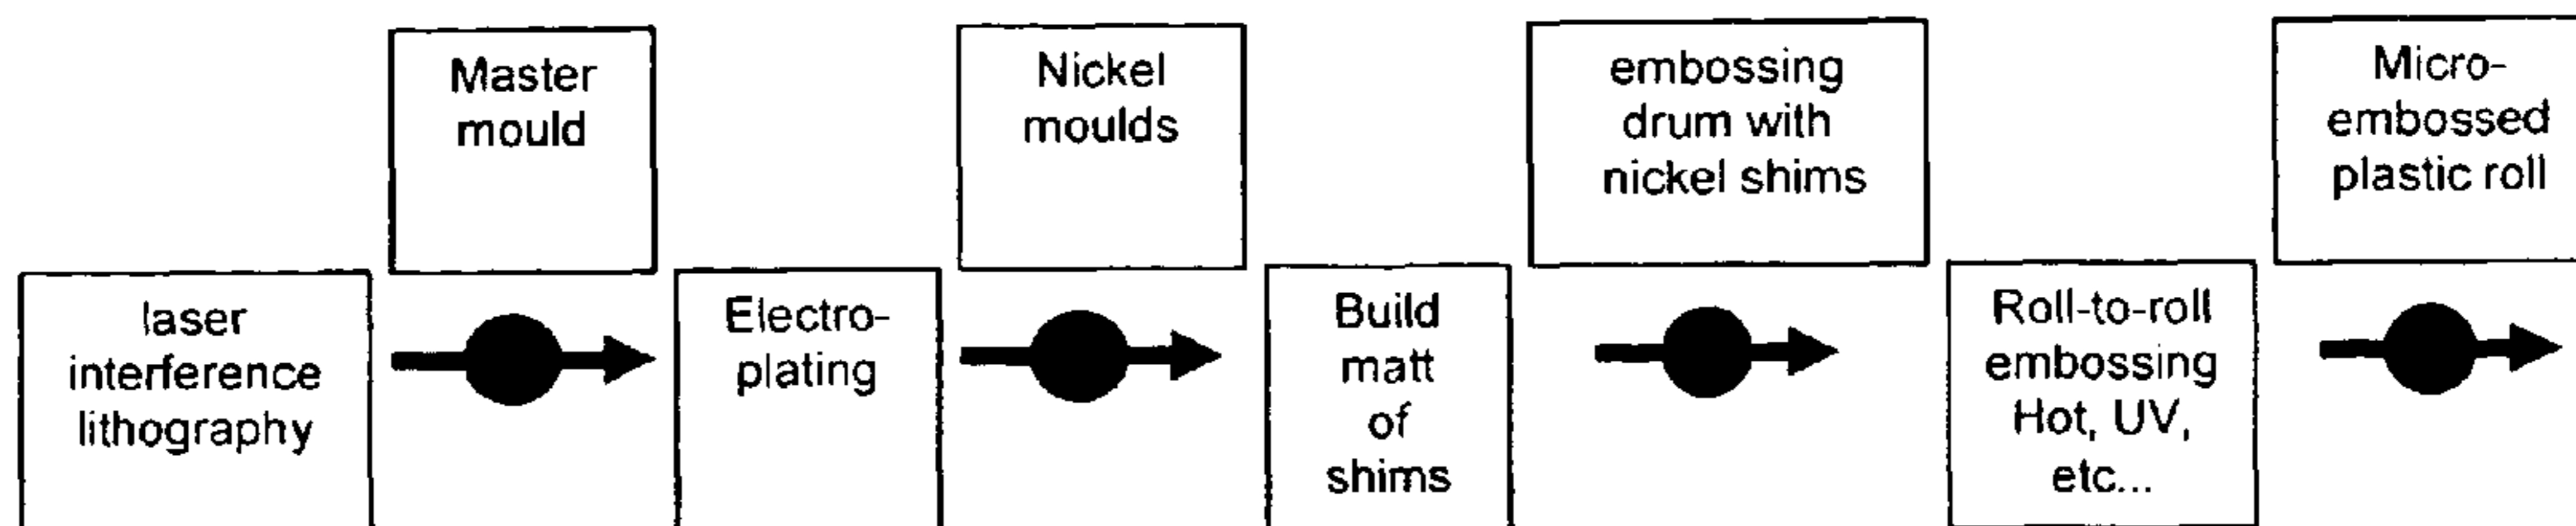 laser
interference
lithography
Master
mould
Electro-
plating
Nickel
moulds
Build
matt
of
shims
embossing
drum with
nickel shims
Roll-to-roll
embossing
Hot, UV,
etc...
Micro-
embossed
plastic roll